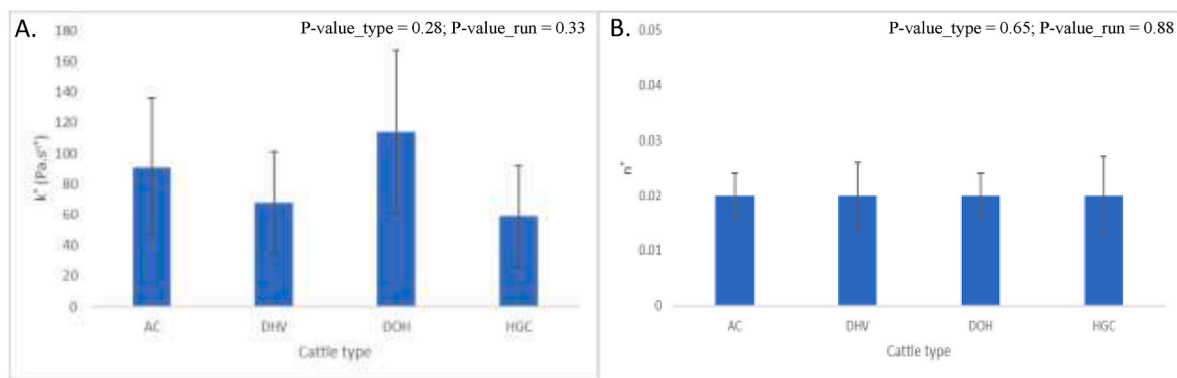 A.
P-value_type = 0.28; P-value_run = 0.33
180
160
140
120
100
80
60
40
20
0
AC
DHV
DOH
HGC
Cattle type
B.
P-value_type = 0.65; P-value_run = 0.88
0.05
0.04
0.03
0.02
0.01
0
n*
AC
DHV
DOH
HGC
Cattle type